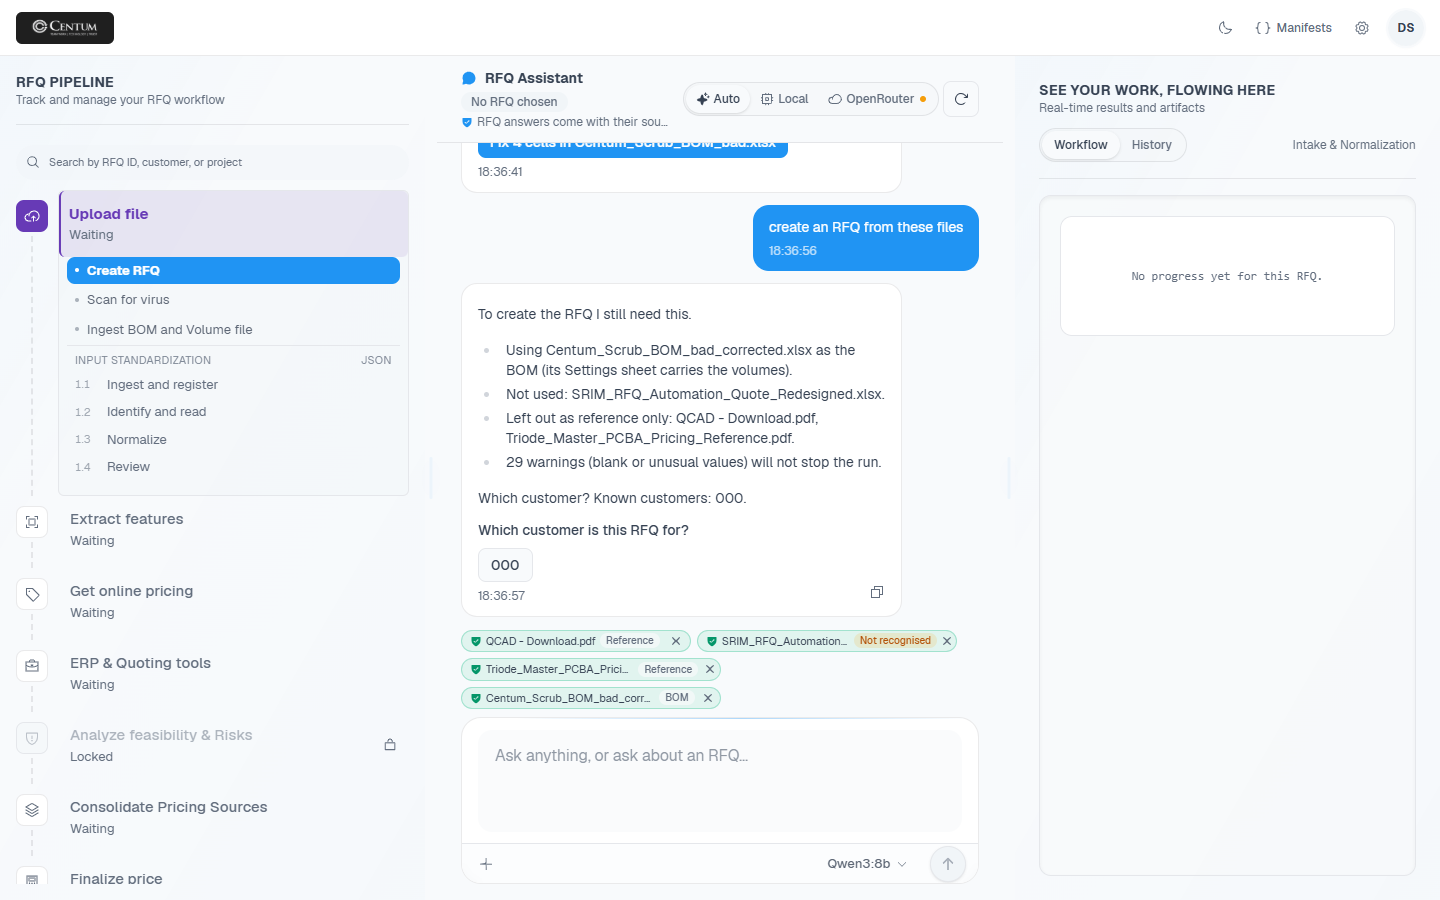 CENTUM
Manifests
DS
RFQ PIPELINE
Track and manage your RFQ workflow
Search by RFQ ID, customer, or project
Upload file
Waiting
Create RFQ
Scan for virus
Ingest BOM and Volume file
INPUT STANDARDIZATION JSON
1.1 Ingest and register
1.2 Identify and read
1.3 Normalize
1.4 Review
Extract features
Waiting
Get online pricing
Waiting
ERP & Quoting tools
Waiting
Analyze feasibility & Risks
Locked
Consolidate Pricing Sources
Waiting
Finalize price
RFQ Assistant
No RFQ chosen
RFQ answers come with their sou...
Auto Local OpenRouter
Fix 4 cells in Centum_Scrub_BOM_bad.xlsx
18:36:41
create an RFQ from these files
18:36:56
To create the RFQ I still need this.
Using Centum_Scrub_BOM_bad_corrected.xlsx as the
BOM (its Settings sheet carries the volumes).
Not used: SRIM_RFQ_Automation_Quote_Redesigned.xlsx.
Left out as reference only: QCAD - Download.pdf,
Triode_Master_PCBA_Pricing_Reference.pdf.
29 warnings (blank or unusual values) will not stop the run.
Which customer? Known customers: 000.
Which customer is this RFQ for?
000
18:36:57
QCAD - Download.pdf Reference
SRIM_RFQ_Automation... Not recognised
Triode_Master_PCBA_Prici... Reference
Centum_Scrub_BOM_bad_corr... BOM
Ask anything, or ask about an RFQ...
Qwen3:8b
SEE YOUR WORK, FLOWING HERE
Real-time results and artifacts
Workflow History Intake & Normalization
No progress yet for this RFQ.